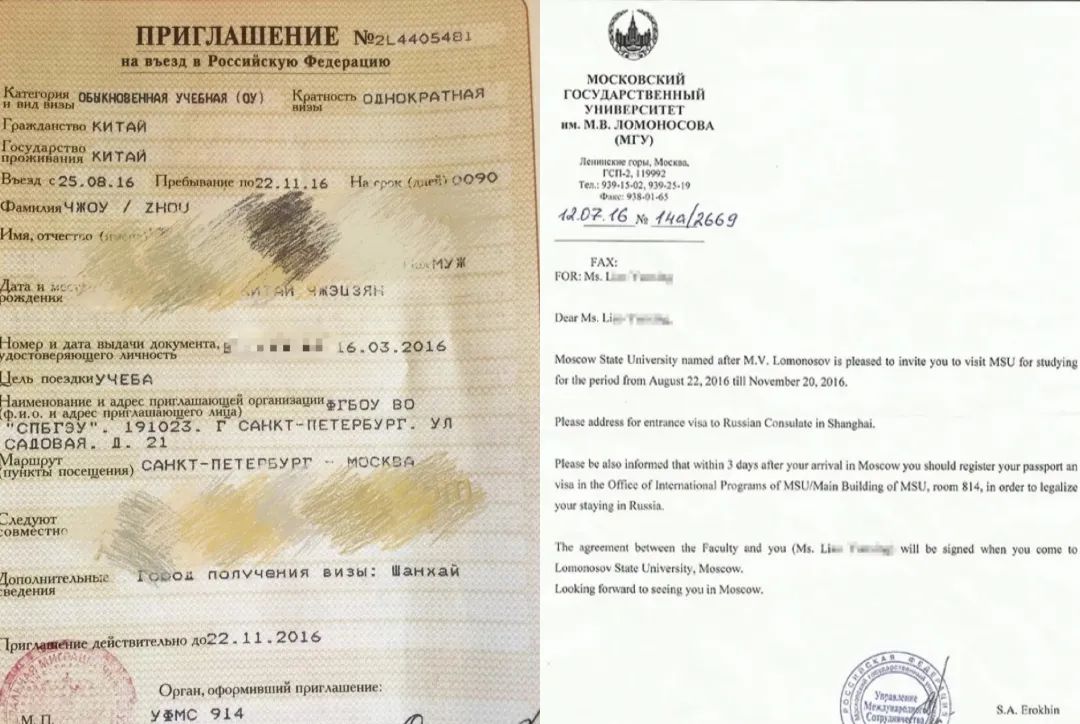 ПРИГЛАШЕНИЕ №2L4405481
на въезд в Российскую Федерацию
Категория и вид визы ОБЫКНОВЕННАЯ УЧЕБНАЯ (ОУ) Кратность визы ОДНОКРАТНАЯ
Гражданство КИТАЙ
Государство проживания КИТАЙ
Въезд с 25.08.16 Пребывание по 22.11.16 На срок (дней) 0090
Фамилия ЧЖОУ / ZHOU
Имя, отчество (имена)
МУЖ
Дата и место рождения КИТАЙ, ЧЖЭЦЗЯН
Номер и дата выдачи документа, удостоверяющего личность 16.03.2016
Цель поездки УЧЕБА
Наименование и адрес приглашающей организации ФГБОУ ВО
(ф.и.о. и адрес приглашающего лица)
"СПБГЭУ". 191023. Г САНКТ-ПЕТЕРБУРГ. УЛ
САДОВАЯ. Д. 21
Маршрут (пункты посещения) САНКТ-ПЕТЕРБУРГ - МОСКВА
Следуют совместно
Дополнительные сведения Город получения визы: Шанхай
Приглашение действительно до 22.11.2016
Орган, оформивший приглашение:
М.П. УФМС 914
МОСКОВСКИЙ
ГОСУДАРСТВЕННЫЙ
УНИВЕРСИТЕТ
им. М.В. ЛОМОНОСОВА
(МГУ)
Ленинские горы, Москва,
ГСП-2, 119992
Тел.: 939-15-02, 939-25-19
Факс: 938-01-65
12.07.16 № 14a/2669
FAX:
FOR: Ms.
Dear Ms.
Moscow State University named after M.V. Lomonosov is pleased to invite you to visit MSU for studying
for the period from August 22, 2016 till November 20, 2016.
Please address for entrance visa to Russian Consulate in Shanghai.
Please be also informed that within 3 days after your arrival in Moscow you should register your passport an
visa in the Office of International Programs of MSU/Main Building of MSU, room 814, in order to legalize
your staying in Russia.
The agreement between the Faculty and you (Ms. will be signed when you come to
Lomonosov State University, Moscow.
Looking forward to seeing you in Moscow.
РОССИЙСКАЯ ФЕДЕРАЦИЯ
Управление
Международного
Сотрудничества
S.A. Erokhin